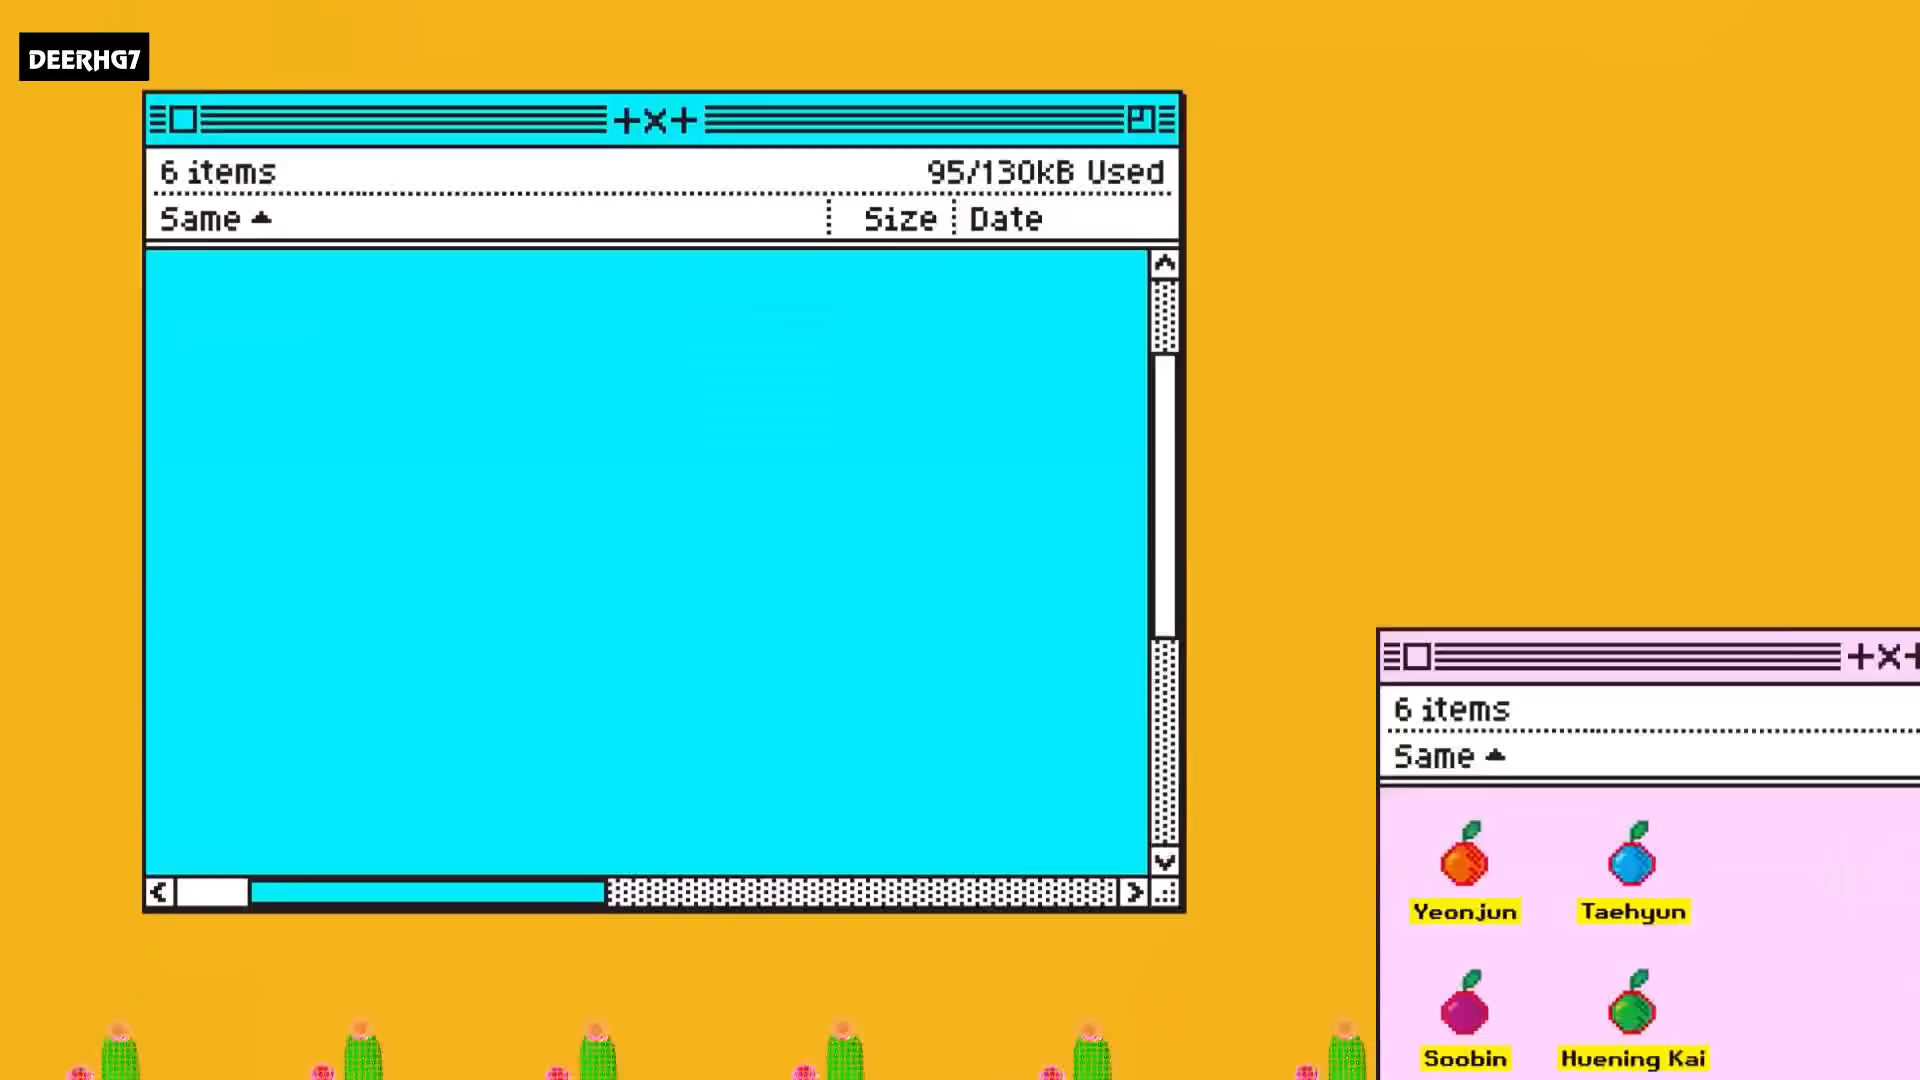 DEERHG7
+×+
6 items 95/130kB Used
Same Size Date
+×+
6 items
Same
Yeonjun Taehyun
Soobin Huening Kai